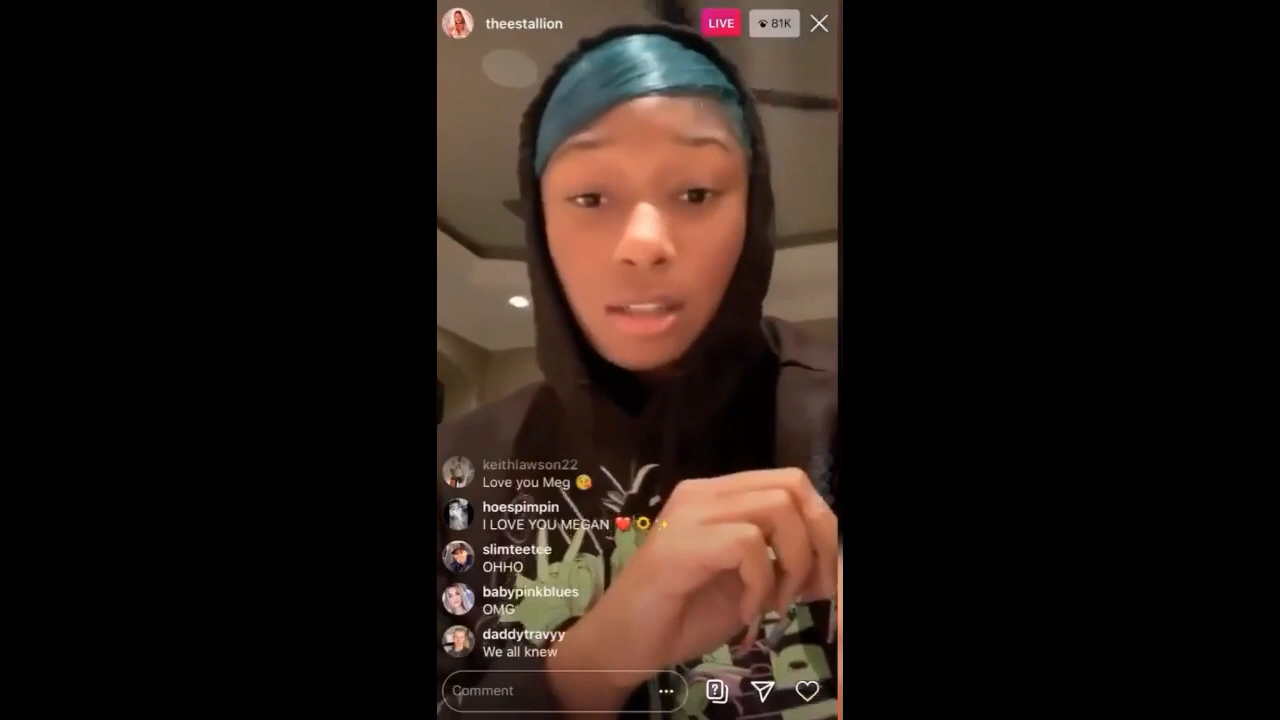 theestallion
LIVE
81K
keithlawson22
Love you Meg 😘
hoespimpin
I LOVE YOU MEGAN ❤️🌻✨
slimteetee
OHHO
babypinkblues
OMG
daddytravyy
We all knew
Comment